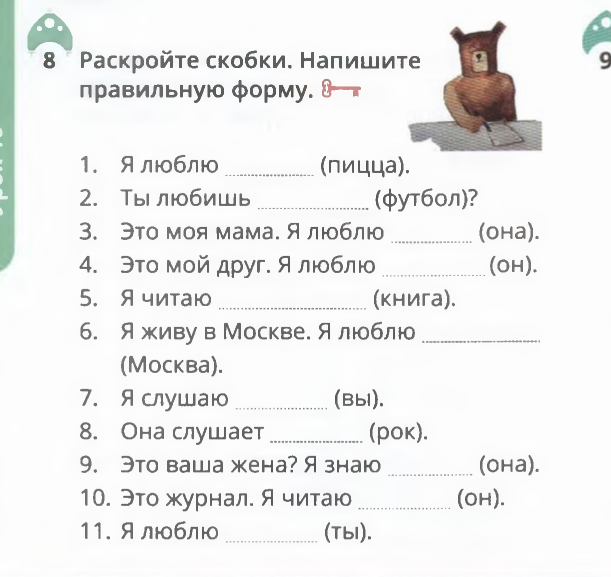 8 Раскройте скобки. Напишите
правильную форму.
1. Я люблю (пицца).
2. Ты любишь (футбол)?
3. Это моя мама. Я люблю (она).
4. Это мой друг. Я люблю (он).
5. Я читаю (книга).
6. Я живу в Москве. Я люблю
(Москва).
7. Я слушаю (вы).
8. Она слушает (рок).
9. Это ваша жена? Я знаю (она).
10. Это журнал. Я читаю (он).
11. Я люблю (ты).
9